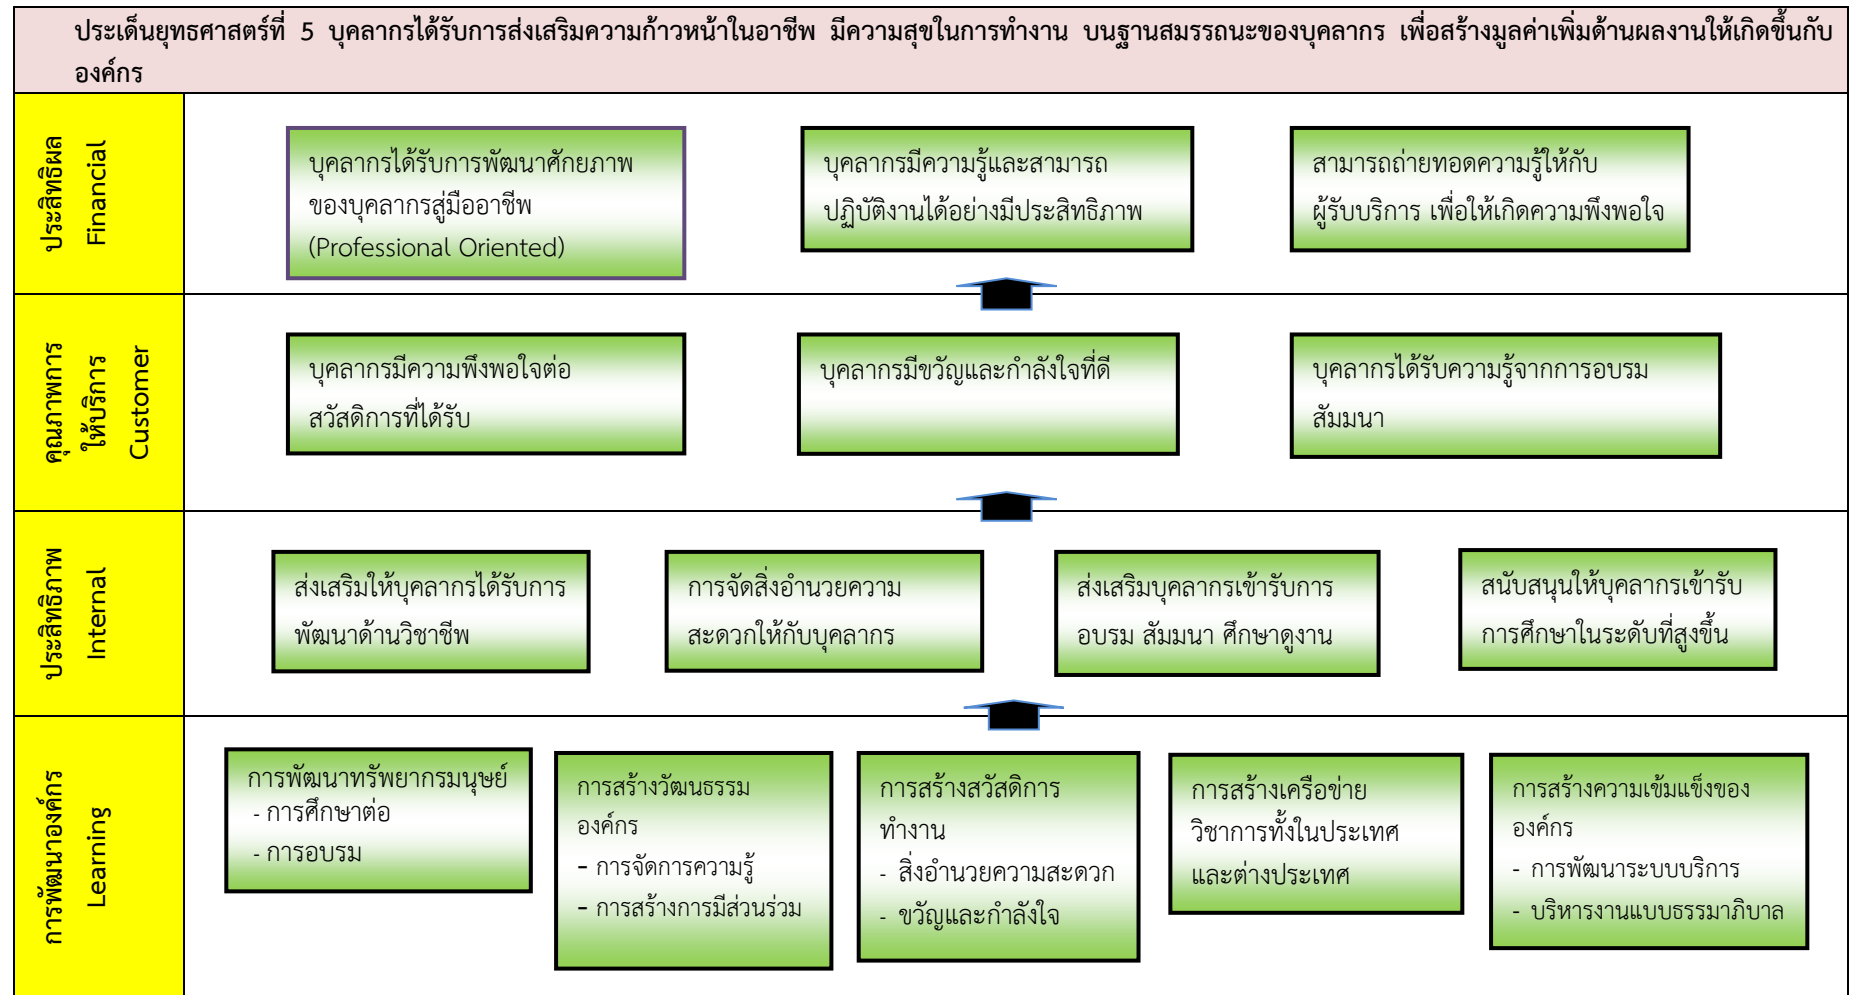 ประเด็นยุทธศาสตร์ที่ 5 บุคลากรได้รับการส่งเสริมความก้าวหน้าในอาชีพ มีความสุขในการทำงาน บนฐานสมรรถนะของบุคลากร เพื่อสร้างมูลค่าเพิ่มด้านผลงานให้เกิดขึ้นกับ
องค์กร
ประสิทธิผล
Financial
บุคลากรได้รับการพัฒนาศักยภาพ
ของบุคลากรสู่มืออาชีพ
(Professional Oriented)
บุคลากรมีความรู้และสามารถ
ปฏิบัติงานได้อย่างมีประสิทธิภาพ
สามารถถ่ายทอดความรู้ให้กับ
ผู้รับบริการ เพื่อให้เกิดความพึงพอใจ
คุณภาพการ
ให้บริการ
Customer
บุคลากรมีความพึงพอใจต่อ
สวัสดิการที่ได้รับ
บุคลากรมีขวัญและกำลังใจที่ดี
บุคลากรได้รับความรู้จากการอบรม
สัมมนา
ประสิทธิภาพ
Internal
ส่งเสริมให้บุคลากรได้รับการ
พัฒนาด้านวิชาชีพ
การจัดสิ่งอำนวยความ
สะดวกให้กับบุคลากร
ส่งเสริมบุคลากรเข้ารับการ
อบรม สัมมนา ศึกษาดูงาน
สนับสนุนให้บุคลากรเข้ารับ
การศึกษาในระดับที่สูงขึ้น
การพัฒนาองค์กร
Learning
การพัฒนาทรัพยากรมนุษย์
- การศึกษาต่อ
- การอบรม
การสร้างวัฒนธรรม
องค์กร
- การจัดการความรู้
- การสร้างการมีส่วนร่วม
การสร้างสวัสดิการ
ทำงาน
- สิ่งอำนวยความสะดวก
- ขวัญและกำลังใจ
การสร้างเครือข่าย
วิชาการทั้งในประเทศ
และต่างประเทศ
การสร้างความเข้มแข็งของ
องค์กร
- การพัฒนาระบบบริการ
- บริหารงานแบบธรรมาภิบาล